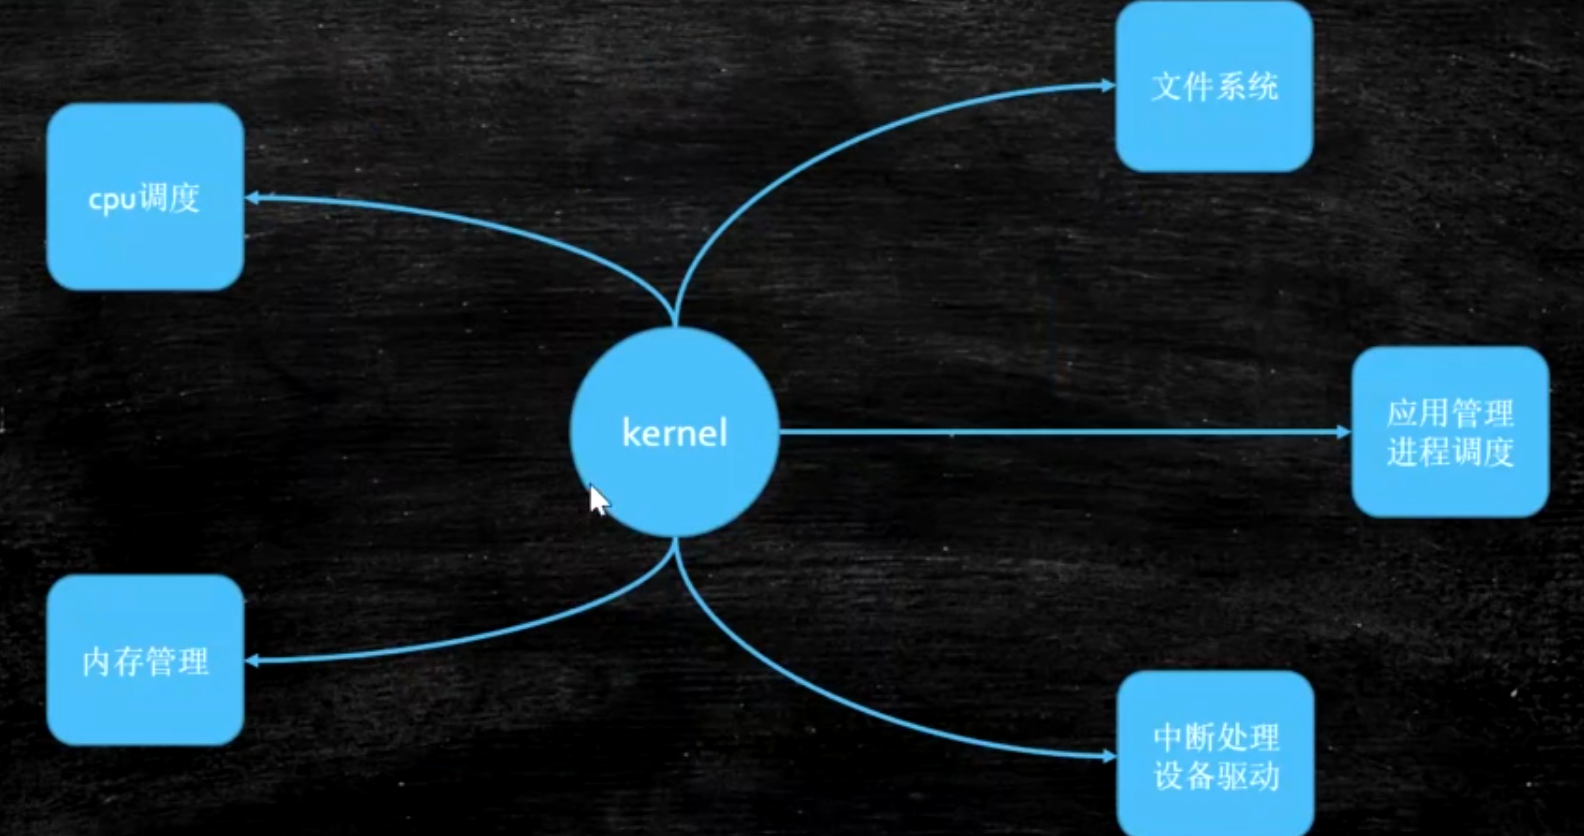 文件系统
cpu调度
kernel
应用管理
进程调度
内存管理
中断处理
设备驱动